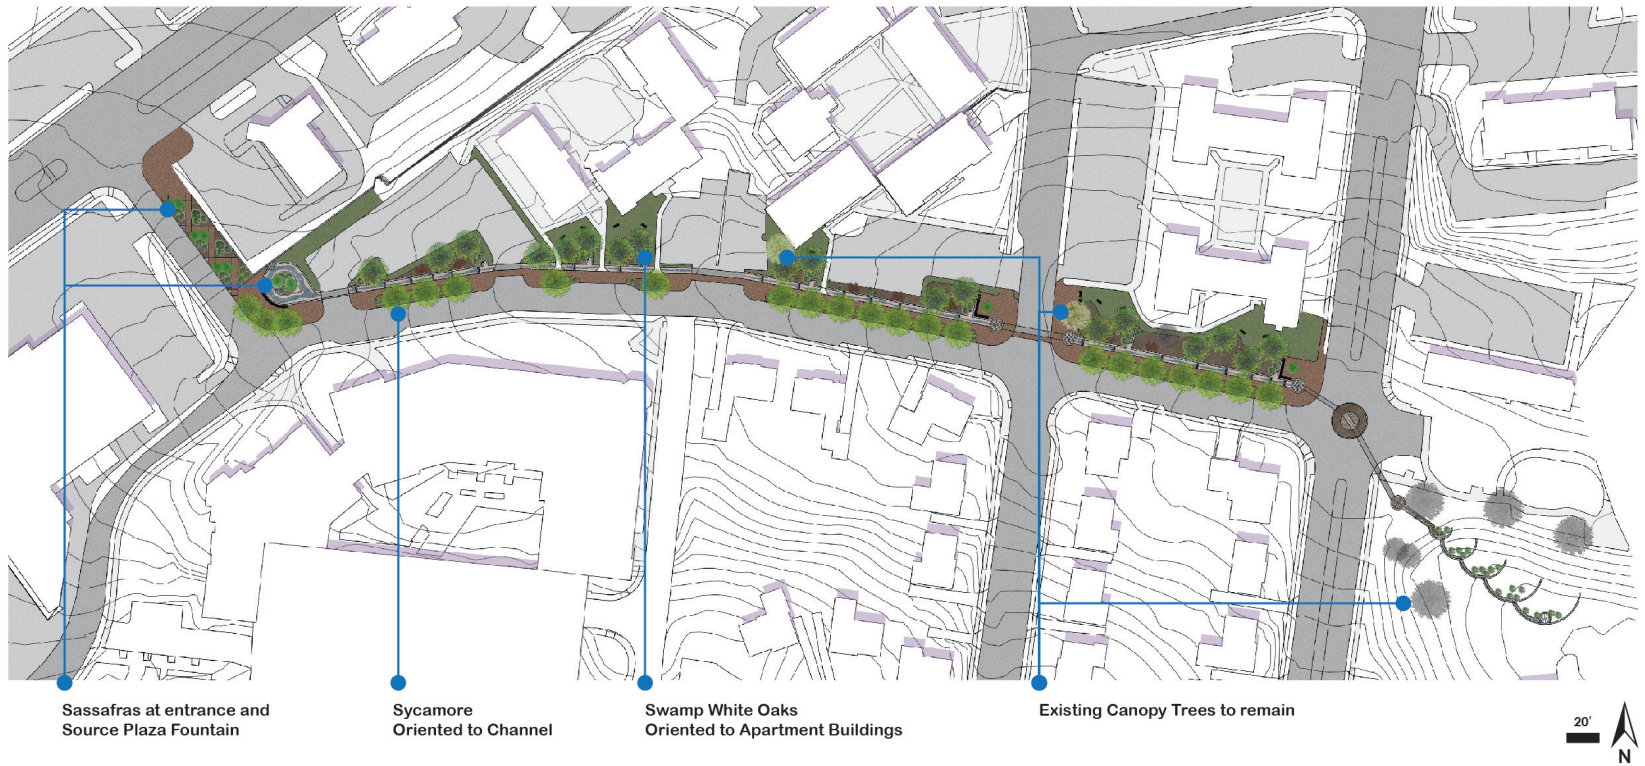 Sassafras at entrance and
Source Plaza Fountain
Sycamore
Oriented to Channel
Swamp White Oaks
Oriented to Apartment Buildings
Existing Canopy Trees to remain
20'
N